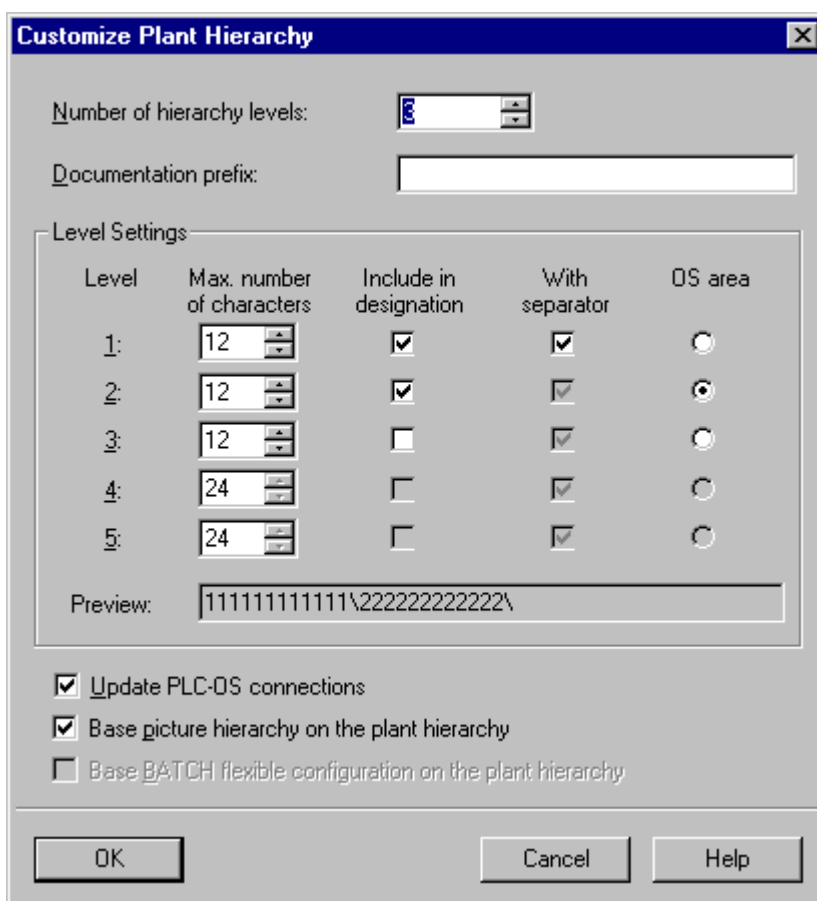 Customize Plant Hierarchy
Number of hierarchy levels: 3
Documentation prefix:
Level Settings
Level Max. number of characters Include in designation With separator OS area
1: 12
2: 12
3: 12
4: 24
5: 24
Preview: 111111111111\222222222222\
Update PLC-OS connections
Base picture hierarchy on the plant hierarchy
Base BATCH flexible configuration on the plant hierarchy
OK Cancel Help